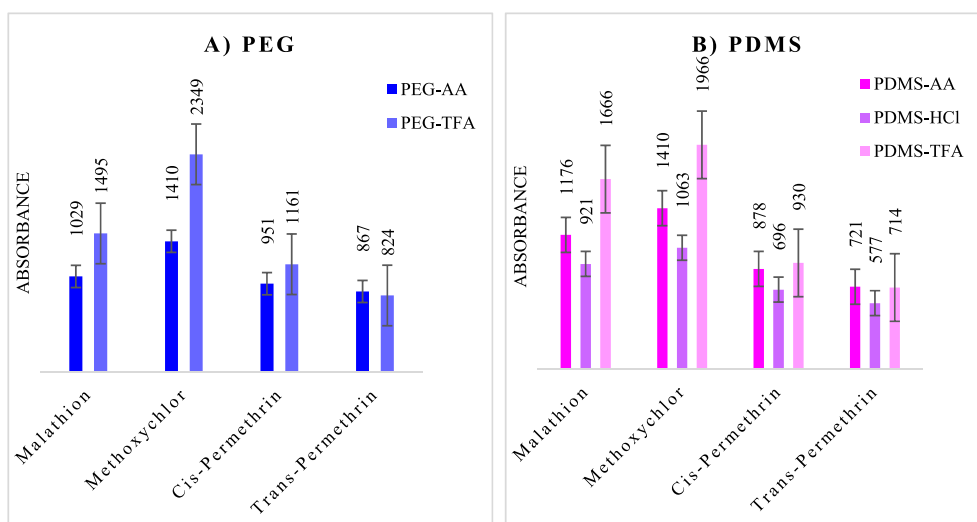 A) PEG
PEG-AA
PEG-TFA
ABSORBANCE
1029
1495
1410
2349
951
1161
867
824
Malathion
Methoxychlor
Cis-Permethrin
Trans-Permethrin
B) PDMS
PDMS-AA
PDMS-HCl
PDMS-TFA
ABSORBANCE
1176
921
1666
1410
1063
1966
878
696
930
721
577
714
Malathion
Methoxychlor
Cis-Permethrin
Trans-Permethrin